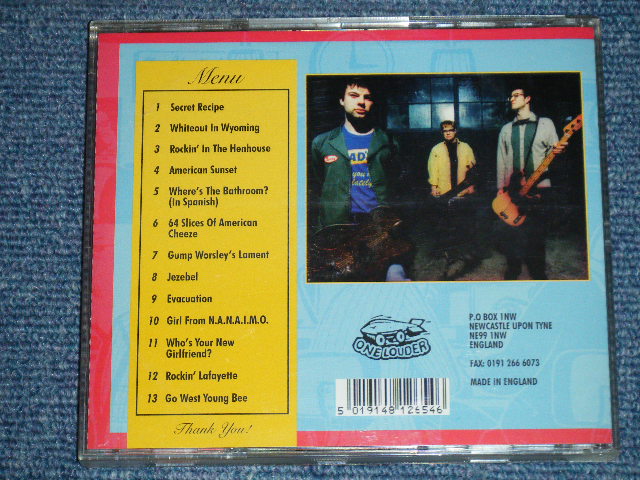 Menu
1 Secret Recipe
2 Whiteout In Wyoming
3 Rockin' In The Henhouse
4 American Sunset
5 Where's The Bathroom?
(In Spanish)
6 64 Slices Of American
Cheeze
7 Gump Worsley's Lament
8 Jezebel
9 Evacuation
10 Girl From N.A.N.A.I.M.O.
11 Who's Your New
Girlfriend?
12 Rockin' Lafayette
13 Go West Young Bee
Thank You!
AD
you
lately
ONE LOUDER
P.O BOX 1NW
NEWCASTLE UPON TYNE
NE99 1NW
ENGLAND
FAX: 0191 266 6073
MADE IN ENGLAND
5 019148 126546